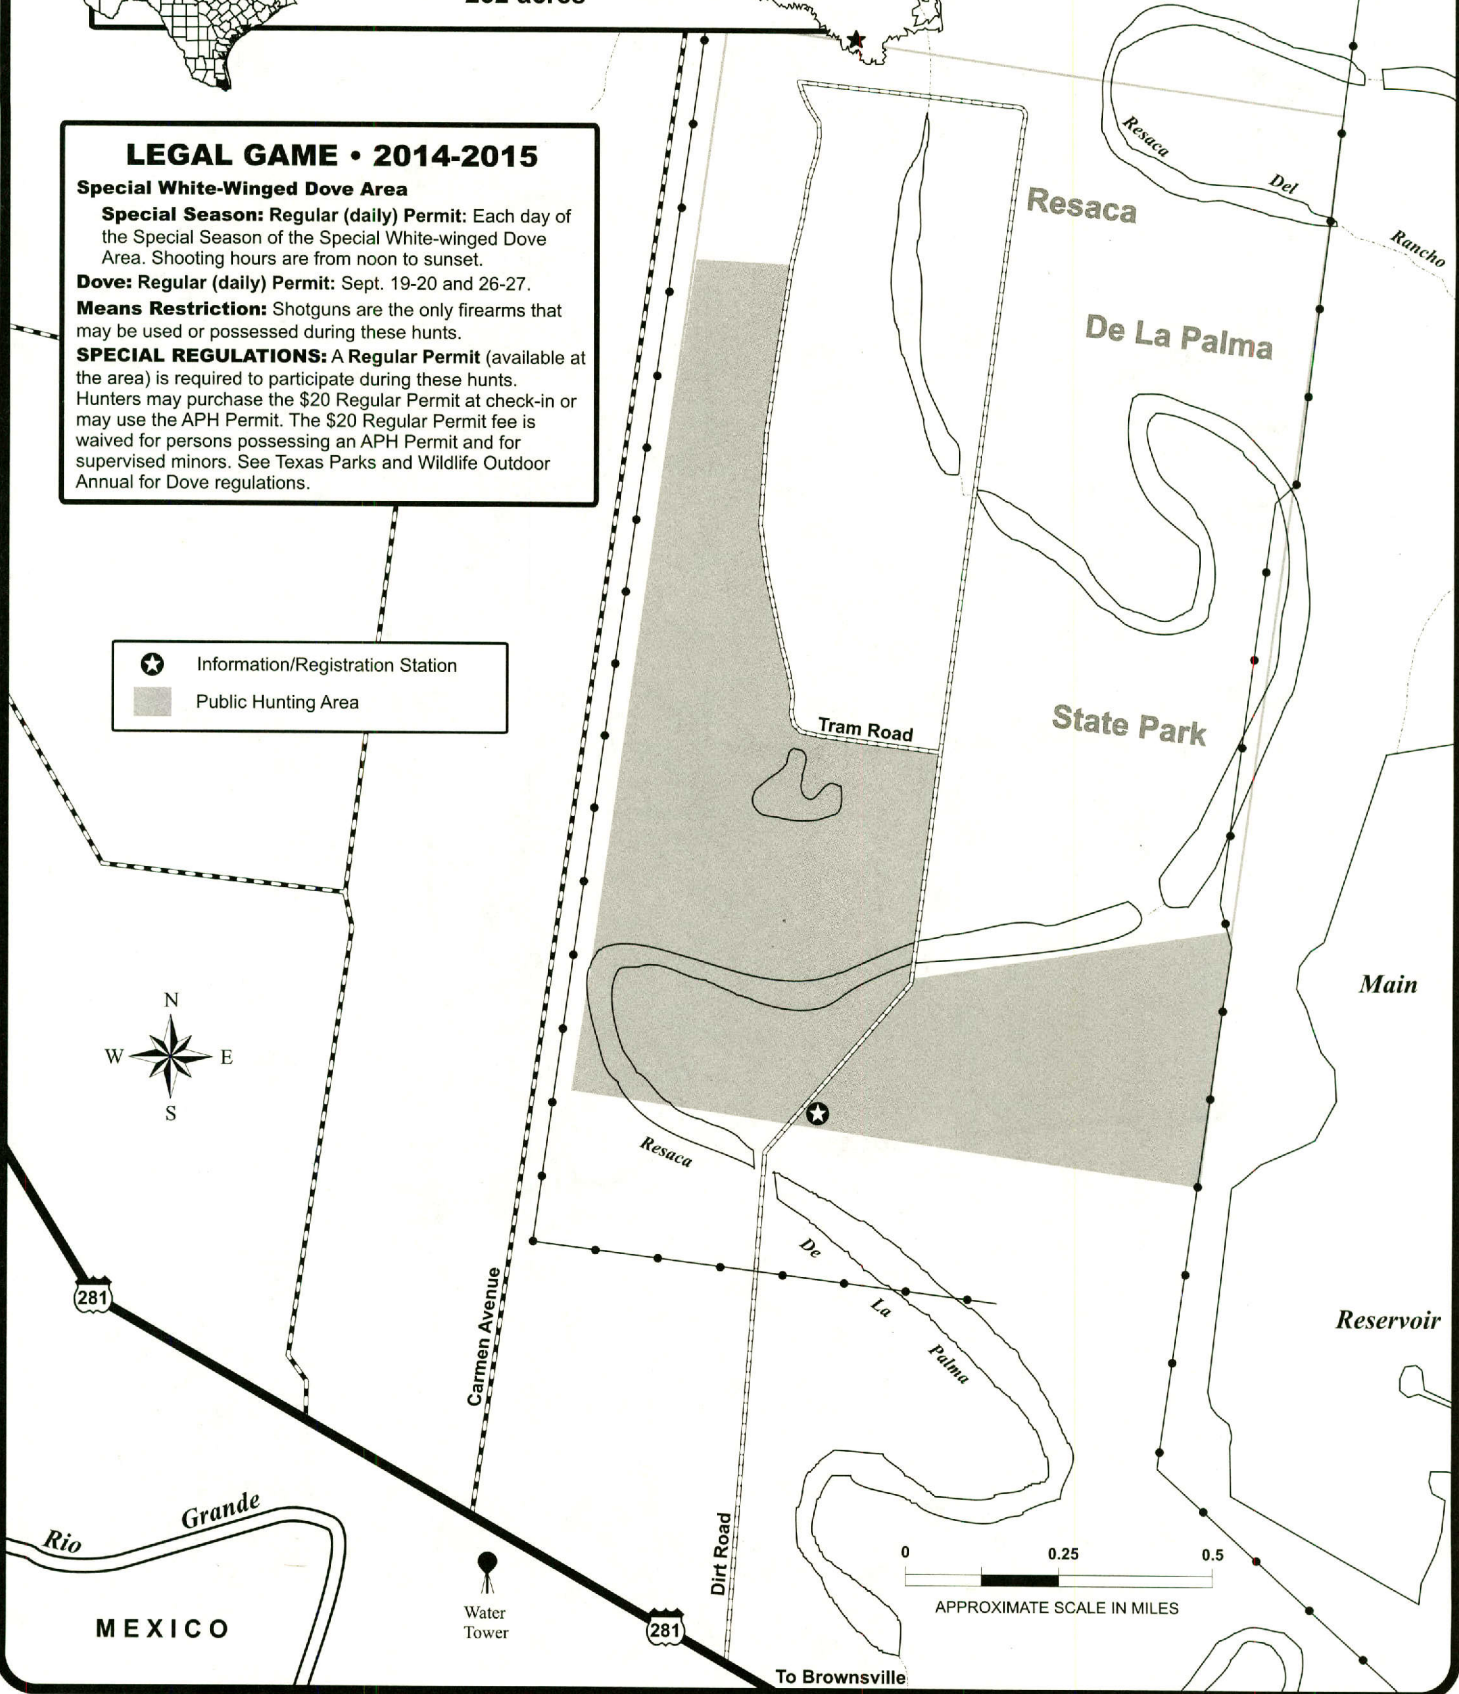 LEGAL GAME • 2014-2015
Special White-Winged Dove Area
Special Season: Regular (daily) Permit: Each day of
the Special Season of the Special White-winged Dove
Area. Shooting hours are from noon to sunset.
Dove: Regular (daily) Permit: Sept. 19-20 and 26-27.
Means Restriction: Shotguns are the only firearms that
may be used or possessed during these hunts.
SPECIAL REGULATIONS: A Regular Permit (available at
the area) is required to participate during these hunts.
Hunters may purchase the $20 Regular Permit at check-in or
may use the APH Permit. The $20 Regular Permit fee is
waived for persons possessing an APH Permit and for
supervised minors. See Texas Parks and Wildlife Outdoor
Annual for Dove regulations.
Resaca
Del
Rancho
Resaca
De La Palma
State Park
Information/Registration Station
Public Hunting Area
Tram Road
Main
Reservoir
N
W E
S
Resaca
De
La
Palma
281
Carmen Avenue
Dirt Road
Rio
Grande
MEXICO
Water
Tower
281
To Brownsville
0 0.25 0.5
APPROXIMATE SCALE IN MILES